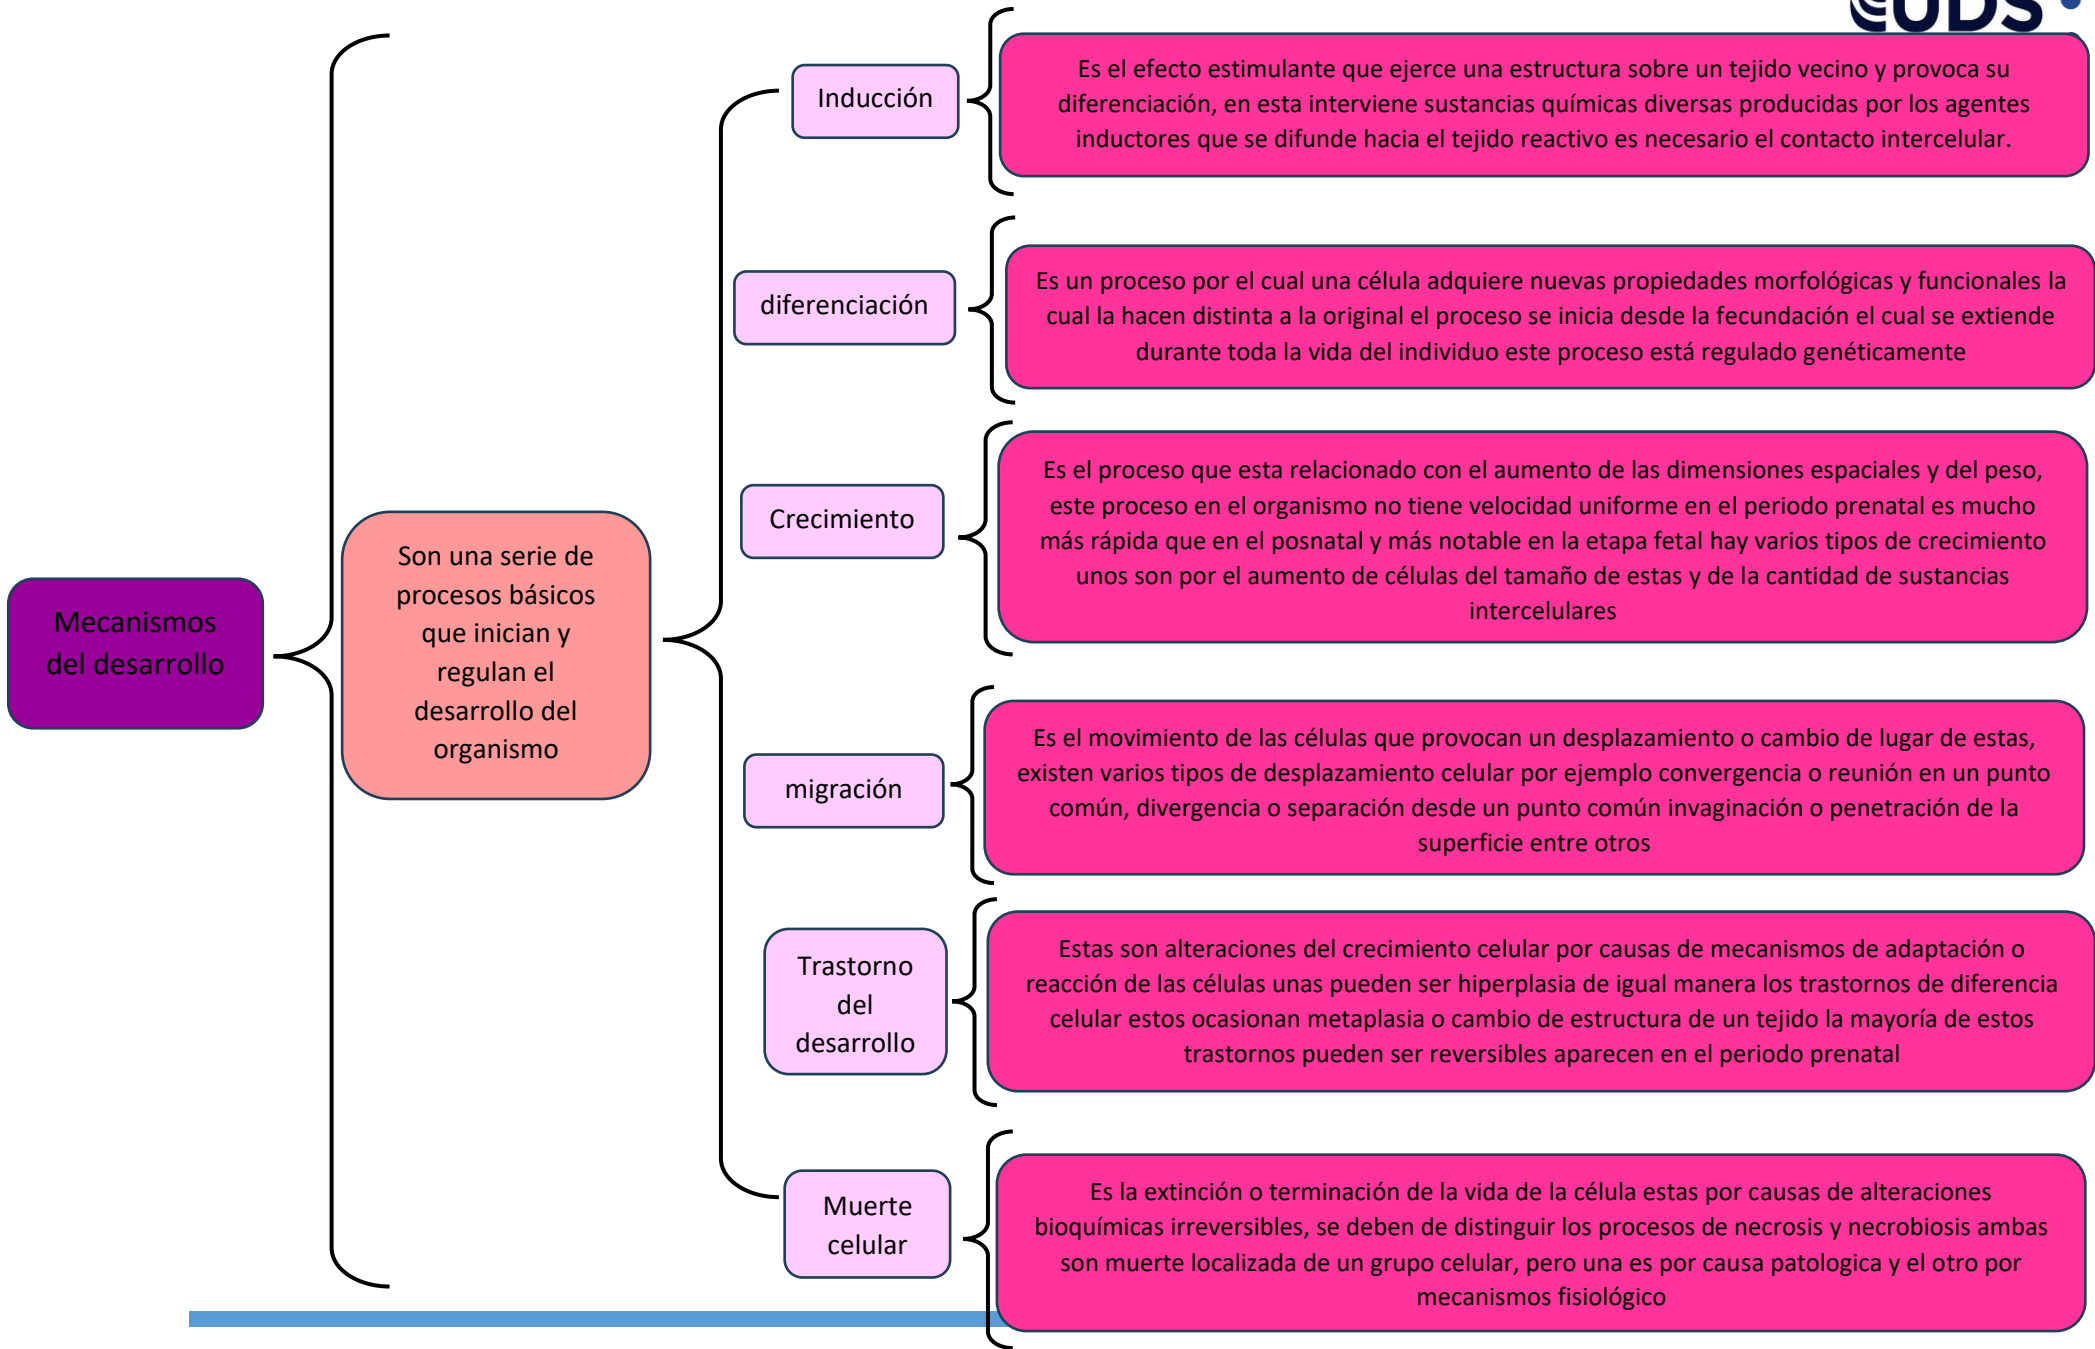 UDS
Inducción
Es el efecto estimulante que ejerce una estructura sobre un tejido vecino y provoca su
diferenciación, en esta interviene sustancias químicas diversas producidas por los agentes
inductores que se difunde hacia el tejido reactivo es necesario el contacto intercelular.
diferenciación
Es un proceso por el cual una célula adquiere nuevas propiedades morfológicas y funcionales la
cual la hacen distinta a la original el proceso se inicia desde la fecundación el cual se extiende
durante toda la vida del individuo este proceso está regulado genéticamente
Crecimiento
Es el proceso que esta relacionado con el aumento de las dimensiones espaciales y del peso,
este proceso en el organismo no tiene velocidad uniforme en el periodo prenatal es mucho
más rápida que en el posnatal y más notable en la etapa fetal hay varios tipos de crecimiento
unos son por el aumento de células del tamaño de estas y de la cantidad de sustancias
intercelulares
Mecanismos
del desarrollo
Son una serie de
procesos básicos
que inician y
regulan el
desarrollo del
organismo
migración
Es el movimiento de las células que provocan un desplazamiento o cambio de lugar de estas,
existen varios tipos de desplazamiento celular por ejemplo convergencia o reunión en un punto
común, divergencia o separación desde un punto común invaginación o penetración de la
superficie entre otros
Trastorno
del
desarrollo
Estas son alteraciones del crecimiento celular por causas de mecanismos de adaptación o
reacción de las células unas pueden ser hiperplasia de igual manera los trastornos de diferencia
celular estos ocasionan metaplasia o cambio de estructura de un tejido la mayoría de estos
trastornos pueden ser reversibles aparecen en el periodo prenatal
Muerte
celular
Es la extinción o terminación de la vida de la célula estas por causas de alteraciones
bioquímicas irreversibles, se deben de distinguir los procesos de necrosis y necrobiosis ambas
son muerte localizada de un grupo celular, pero una es por causa patologica y el otro por
mecanismos fisiológico